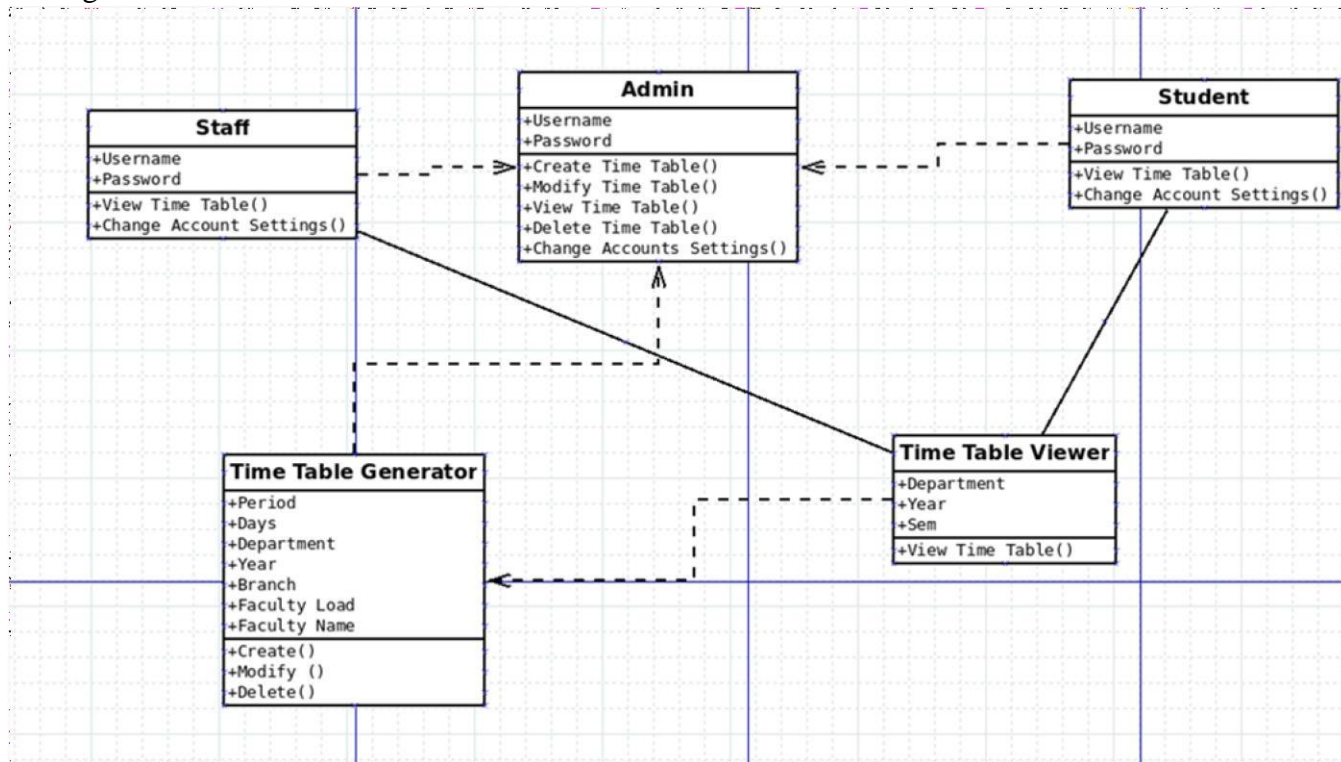 Staff
+Username
+Password
+View Time Table()
+Change Account Settings()
Admin
+Username
+Password
+Create Time Table()
+Modify Time Table()
+View Time Table()
+Delete Time Table()
+Change Accounts Settings()
Student
+Username
+Password
+View Time Table()
+Change Account Settings()
Time Table Generator
+Period
+Days
+Department
+Year
+Branch
+Faculty Load
+Faculty Name
+Create()
+Modify ()
+Delete()
Time Table Viewer
+Department
+Year
+Sem
+View Time Table()